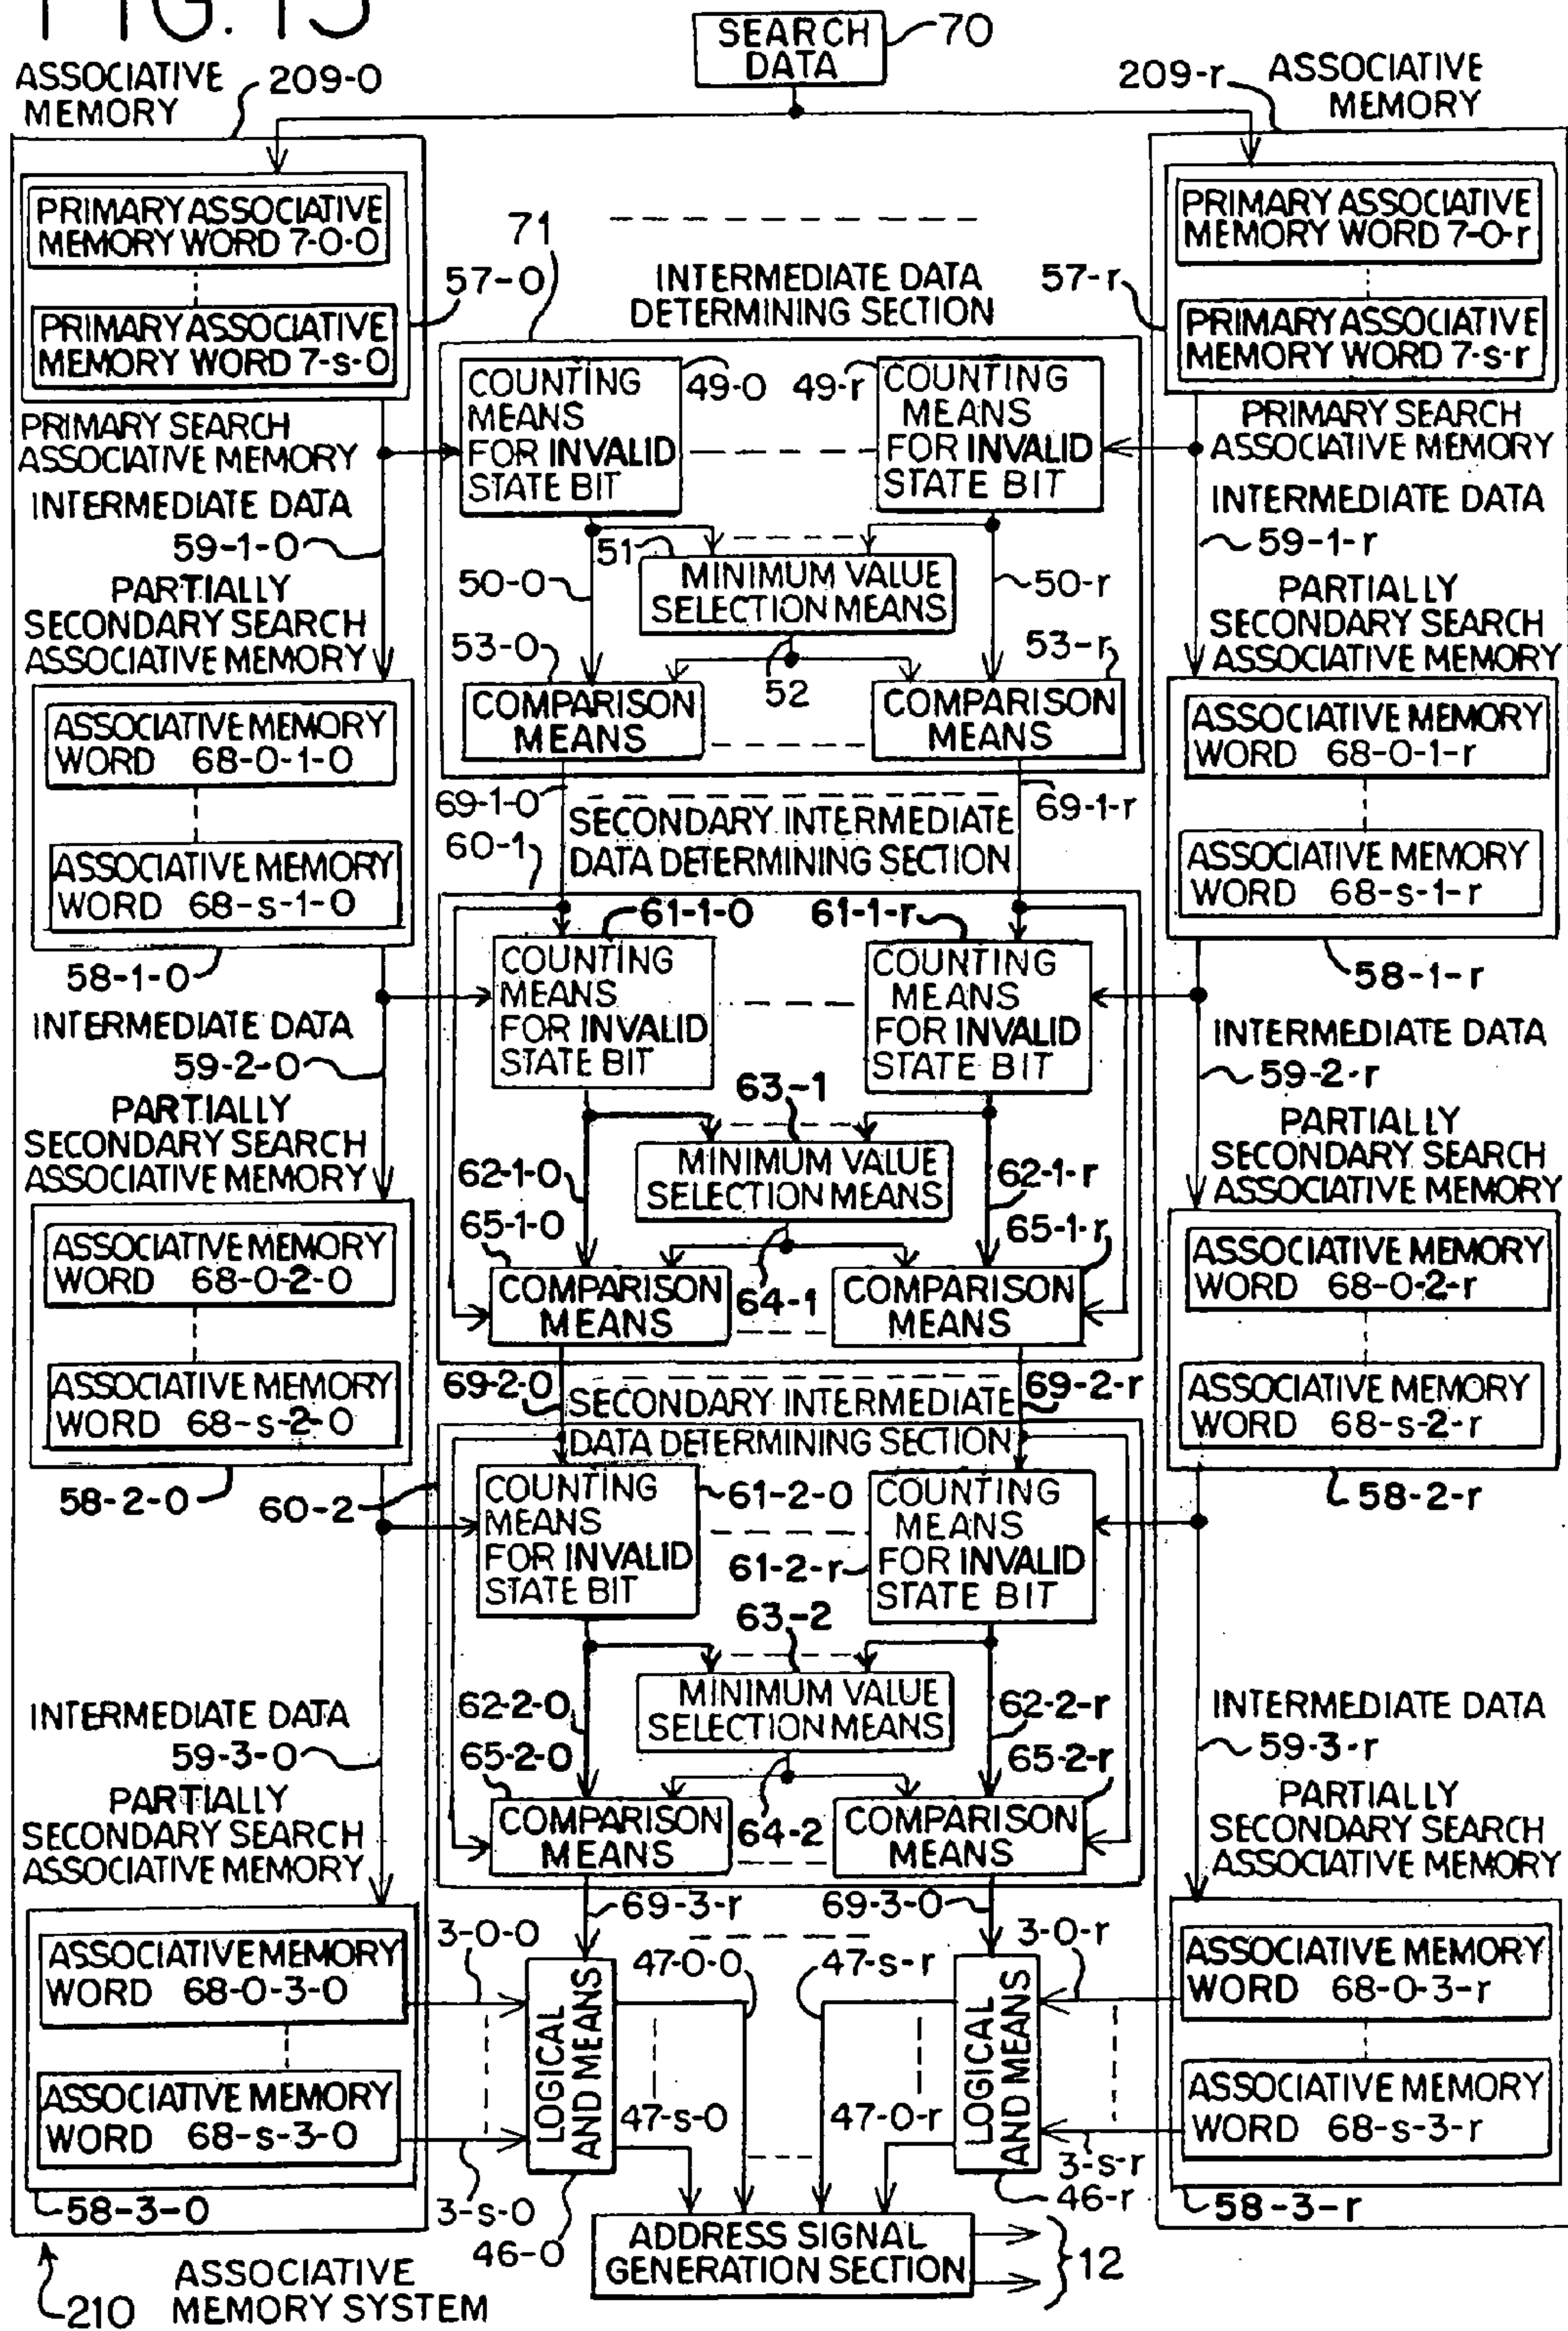 FIG. 15
SEARCH
DATA
70
ASSOCIATIVE
MEMORY
209-0
209-r
ASSOCIATIVE
MEMORY
PRIMARY ASSOCIATIVE
MEMORY WORD 7-0-0
PRIMARY ASSOCIATIVE
MEMORY WORD 7-s-0
57-0
71
INTERMEDIATE DATA
DETERMINING SECTION
57-r
PRIMARY ASSOCIATIVE
MEMORY WORD 7-0-r
PRIMARY ASSOCIATIVE
MEMORY WORD 7-s-r
PRIMARY SEARCH
ASSOCIATIVE MEMORY
INTERMEDIATE DATA
59-1-0
PARTIALLY
SECONDARY SEARCH
ASSOCIATIVE MEMORY
COUNTING
MEANS
FOR INVALID
STATE BIT
49-0
49-r
COUNTING
MEANS
FOR INVALID
STATE BIT
PRIMARY SEARCH
ASSOCIATIVE MEMORY
INTERMEDIATE DATA
59-1-r
PARTIALLY
SECONDARY SEARCH
ASSOCIATIVE MEMORY
51
MINIMUM VALUE
SELECTION MEANS
50-0
50-r
53-0
52
53-r
COMPARISON
MEANS
COMPARISON
MEANS
ASSOCIATIVE MEMORY
WORD 68-0-1-0
ASSOCIATIVE MEMORY
WORD 68-s-1-0
58-1-0
ASSOCIATIVE MEMORY
WORD 68-0-1-r
ASSOCIATIVE MEMORY
WORD 68-s-1-r
58-1-r
69-1-0
69-1-r
60-1
SECONDARY INTERMEDIATE
DATA DETERMINING SECTION
61-1-0
61-1-r
COUNTING
MEANS
FOR INVALID
STATE BIT
COUNTING
MEANS
FOR INVALID
STATE BIT
INTERMEDIATE DATA
59-2-0
PARTIALLY
SECONDARY SEARCH
ASSOCIATIVE MEMORY
INTERMEDIATE DATA
59-2-r
PARTIALLY
SECONDARY SEARCH
ASSOCIATIVE MEMORY
63-1
MINIMUM VALUE
SELECTION MEANS
62-1-0
62-1-r
65-1-0
65-1-r
COMPARISON
MEANS
64-1
COMPARISON
MEANS
ASSOCIATIVE MEMORY
WORD 68-0-2-0
ASSOCIATIVE MEMORY
WORD 68-s-2-0
58-2-0
ASSOCIATIVE MEMORY
WORD 68-0-2-r
ASSOCIATIVE MEMORY
WORD 68-s-2-r
58-2-r
69-2-0
69-2-r
SECONDARY INTERMEDIATE
DATA DETERMINING SECTION
60-2
COUNTING
MEANS
FOR INVALID
STATE BIT
61-2-0
61-2-r
COUNTING
MEANS
FOR INVALID
STATE BIT
63-2
MINIMUM VALUE
SELECTION MEANS
62-2-0
62-2-r
65-2-0
65-2-r
COMPARISON
MEANS
64-2
COMPARISON
MEANS
INTERMEDIATE DATA
59-3-0
PARTIALLY
SECONDARY SEARCH
ASSOCIATIVE MEMORY
INTERMEDIATE DATA
59-3-r
PARTIALLY
SECONDARY SEARCH
ASSOCIATIVE MEMORY
69-3-r
69-3-0
ASSOCIATIVE MEMORY
WORD 68-0-3-0
ASSOCIATIVE MEMORY
WORD 68-s-3-0
58-3-0
3-0-0
3-s-0
LOGICAL
AND MEANS
46-0
47-0-0
47-s-0
47-s-r
47-0-r
LOGICAL
AND MEANS
46-r
3-0-r
3-s-r
ASSOCIATIVE MEMORY
WORD 68-0-3-r
ASSOCIATIVE MEMORY
WORD 68-s-3-r
58-3-r
ADDRESS SIGNAL
GENERATION SECTION
12
210
ASSOCIATIVE
MEMORY SYSTEM